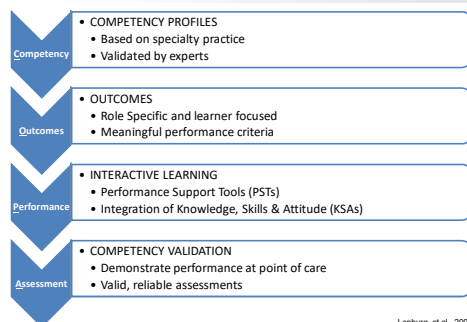 Competency
• COMPETENCY PROFILES
• Based on specialty practice
• Validated by experts
Outcomes
• OUTCOMES
• Role Specific and learner focused
• Meaningful performance criteria
Performance
• INTERACTIVE LEARNING
• Performance Support Tools (PSTs)
• Integration of Knowledge, Skills & Attitude (KSAs)
Assessment
• COMPETENCY VALIDATION
• Demonstrate performance at point of care
• Valid, reliable assessments